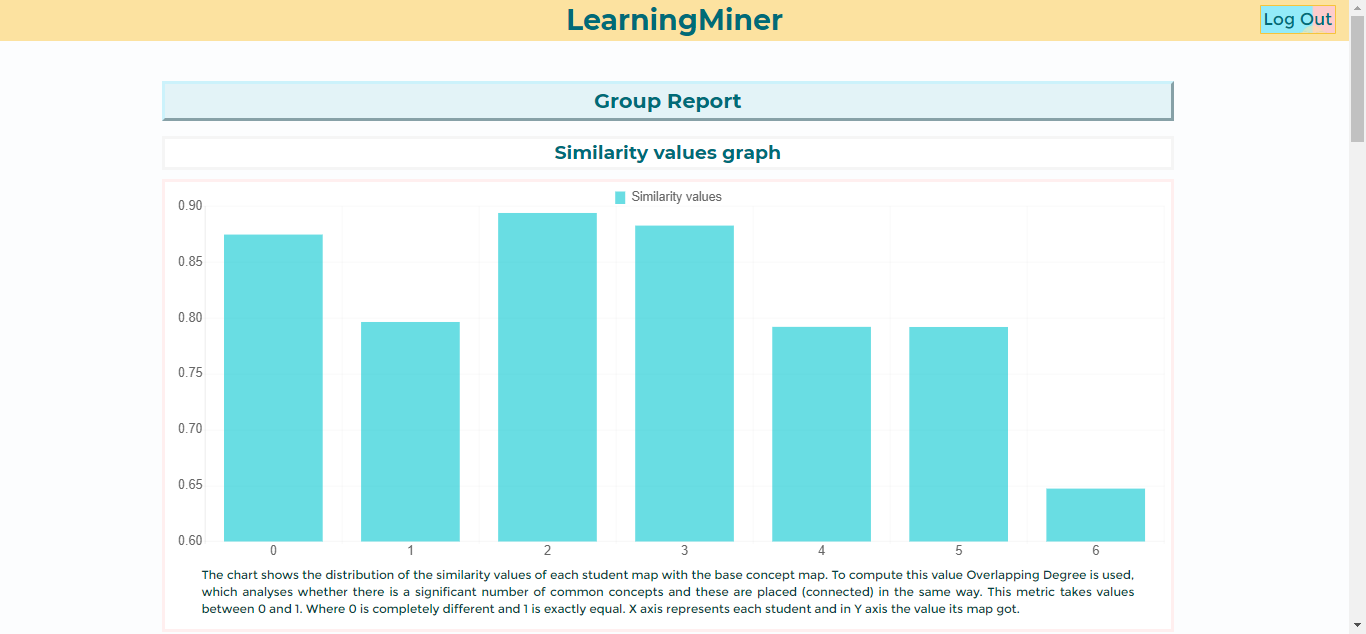 LearningMiner
Log Out
Group Report
Similarity values graph
Similarity values
0.90
0.85
0.80
0.75
0.70
0.65
0.60
0 1 2 3 4 5 6
The chart shows the distribution of the similarity values of each student map with the base concept map. To compute this value Overlapping Degree is used,
which analyses whether there is a significant number of common concepts and these are placed (connected) in the same way. This metric takes values
between 0 and 1. Where 0 is completely different and 1 is exactly equal. X axis represents each student and in Y axis the value its map got.